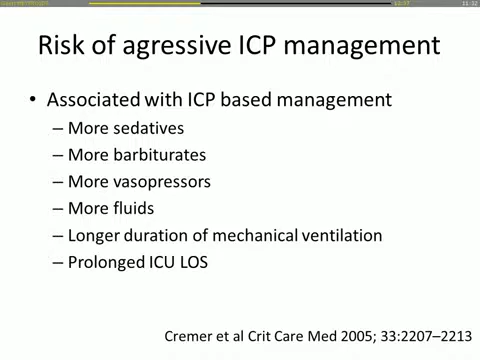 Risk of agressive ICP management
• Associated with ICP based management
– More sedatives
– More barbiturates
– More vasopressors
– More fluids
– Longer duration of mechanical ventilation
– Prolonged ICU LOS
Cremer et al Crit Care Med 2005; 33:2207–2213